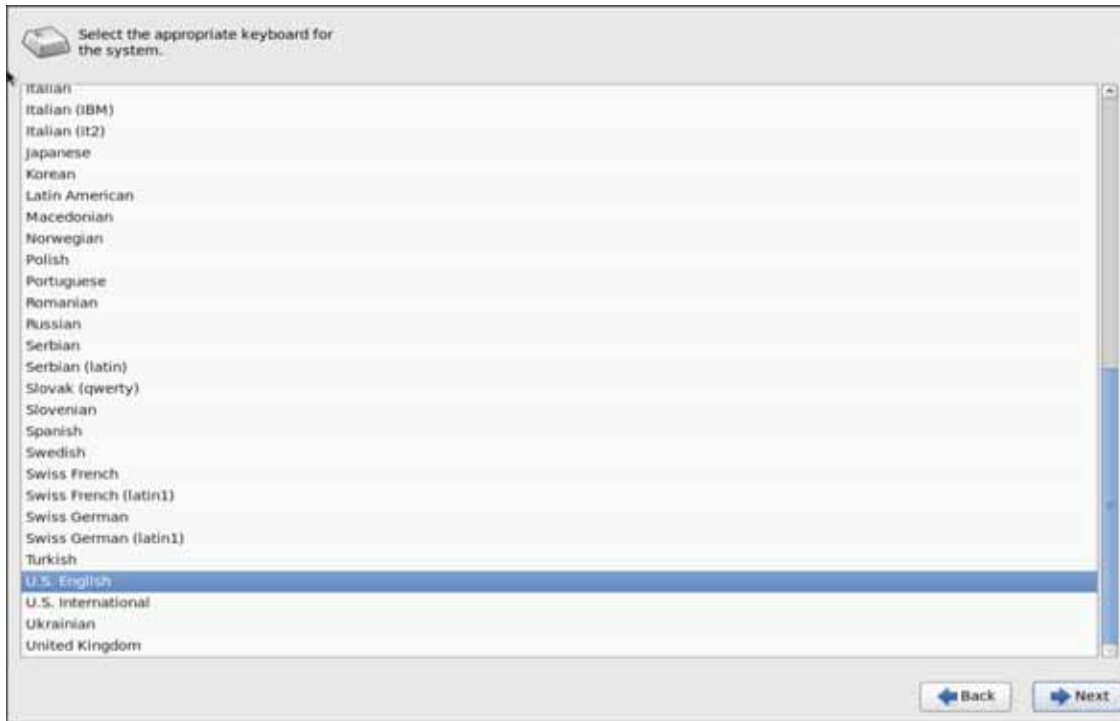 Select the appropriate keyboard for
the system.
Italian
Italian (IBM)
Italian (it2)
Japanese
Korean
Latin American
Macedonian
Norwegian
Polish
Portuguese
Romanian
Russian
Serbian
Serbian (latin)
Slovak (qwerty)
Slovenian
Spanish
Swedish
Swiss French
Swiss French (latin1)
Swiss German
Swiss German (latin1)
Turkish
U.S. English
U.S. International
Ukrainian
United Kingdom
Back
Next